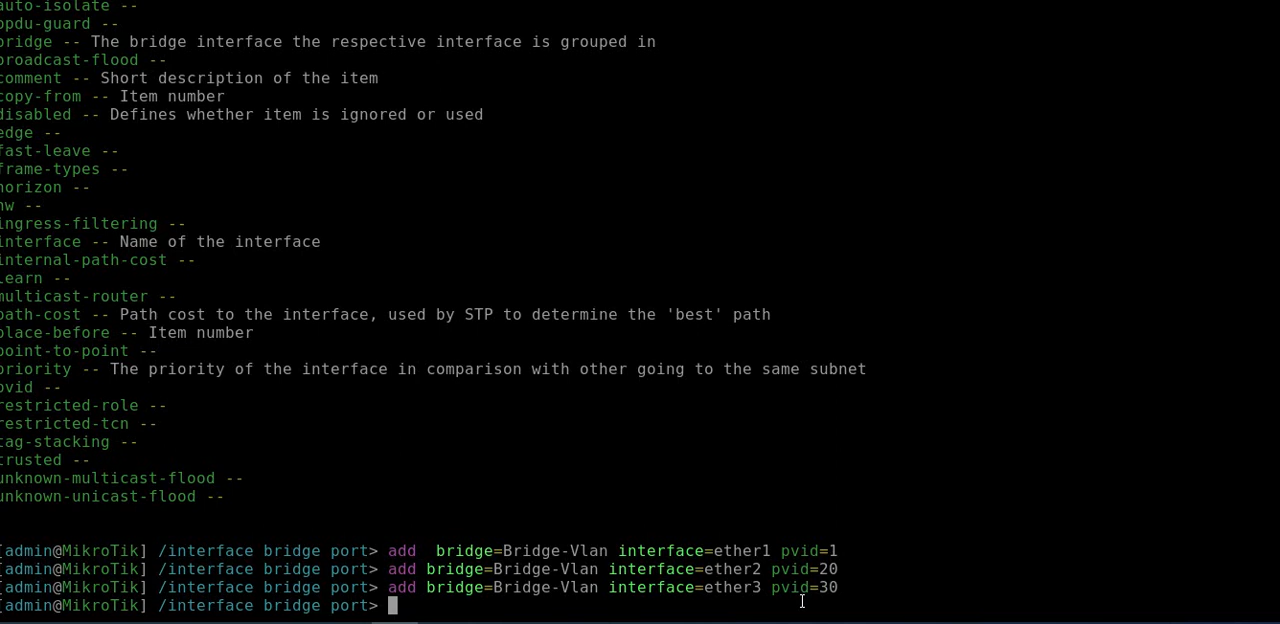 auto-isolate --
bpdu-guard --
bridge -- The bridge interface the respective interface is grouped in
broadcast-flood --
comment -- Short description of the item
copy-from -- Item number
disabled -- Defines whether item is ignored or used
edge --
fast-leave --
frame-types --
horizon --
hw --
ingress-filtering --
interface -- Name of the interface
internal-path-cost --
learn --
multicast-router --
path-cost -- Path cost to the interface, used by STP to determine the 'best' path
place-before -- Item number
point-to-point --
priority -- The priority of the interface in comparison with other going to the same subnet
pvid --
restricted-role --
restricted-tcn --
tag-stacking --
trusted --
unknown-multicast-flood --
unknown-unicast-flood --
[admin@MikroTik] /interface bridge port> add  bridge=Bridge-Vlan interface=ether1 pvid=1
[admin@MikroTik] /interface bridge port> add bridge=Bridge-Vlan interface=ether2 pvid=20
[admin@MikroTik] /interface bridge port> add bridge=Bridge-Vlan interface=ether3 pvid=30
[admin@MikroTik] /interface bridge port>